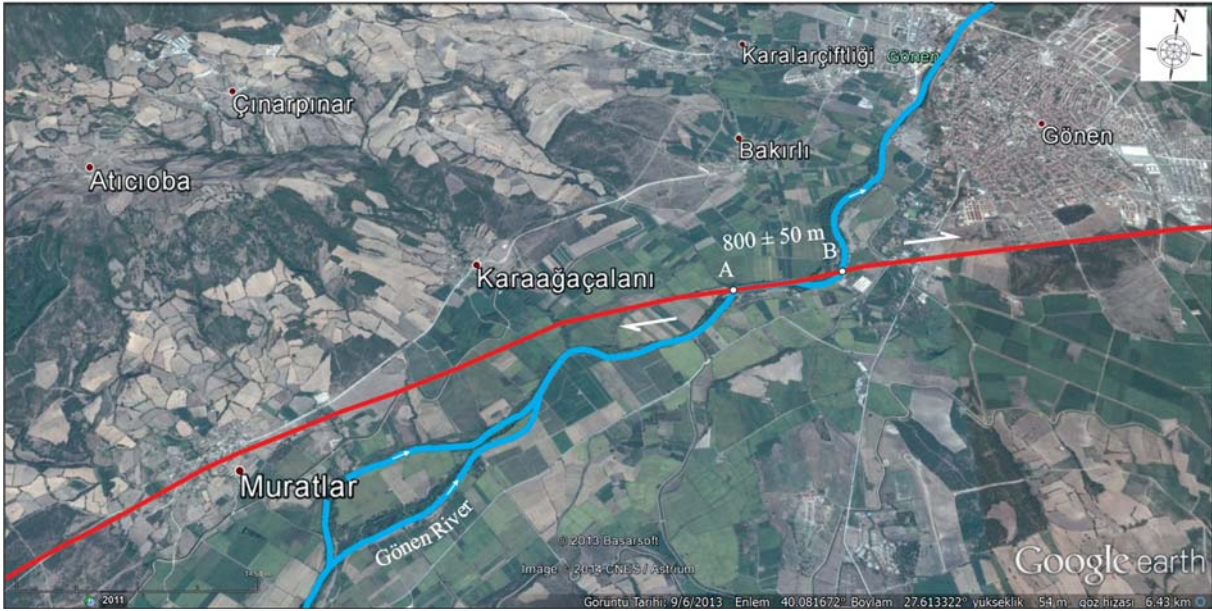 N
Karalarçiftliği
Gönen
Çınarpınar
Gönen
Bakırlı
Atıcıoba
800 ± 50 m
B
A
Karaağaçalanı
Muratlar
Gönen River
© 2013 Basarsoft
Image © 2014 CNES / Astrium
Google earth
2011
Görüntü Tarihi: 9/6/2013 Enlem 40.081672° Boylam 27.613322° yükseklik 54 m göz hizası 6.43 km